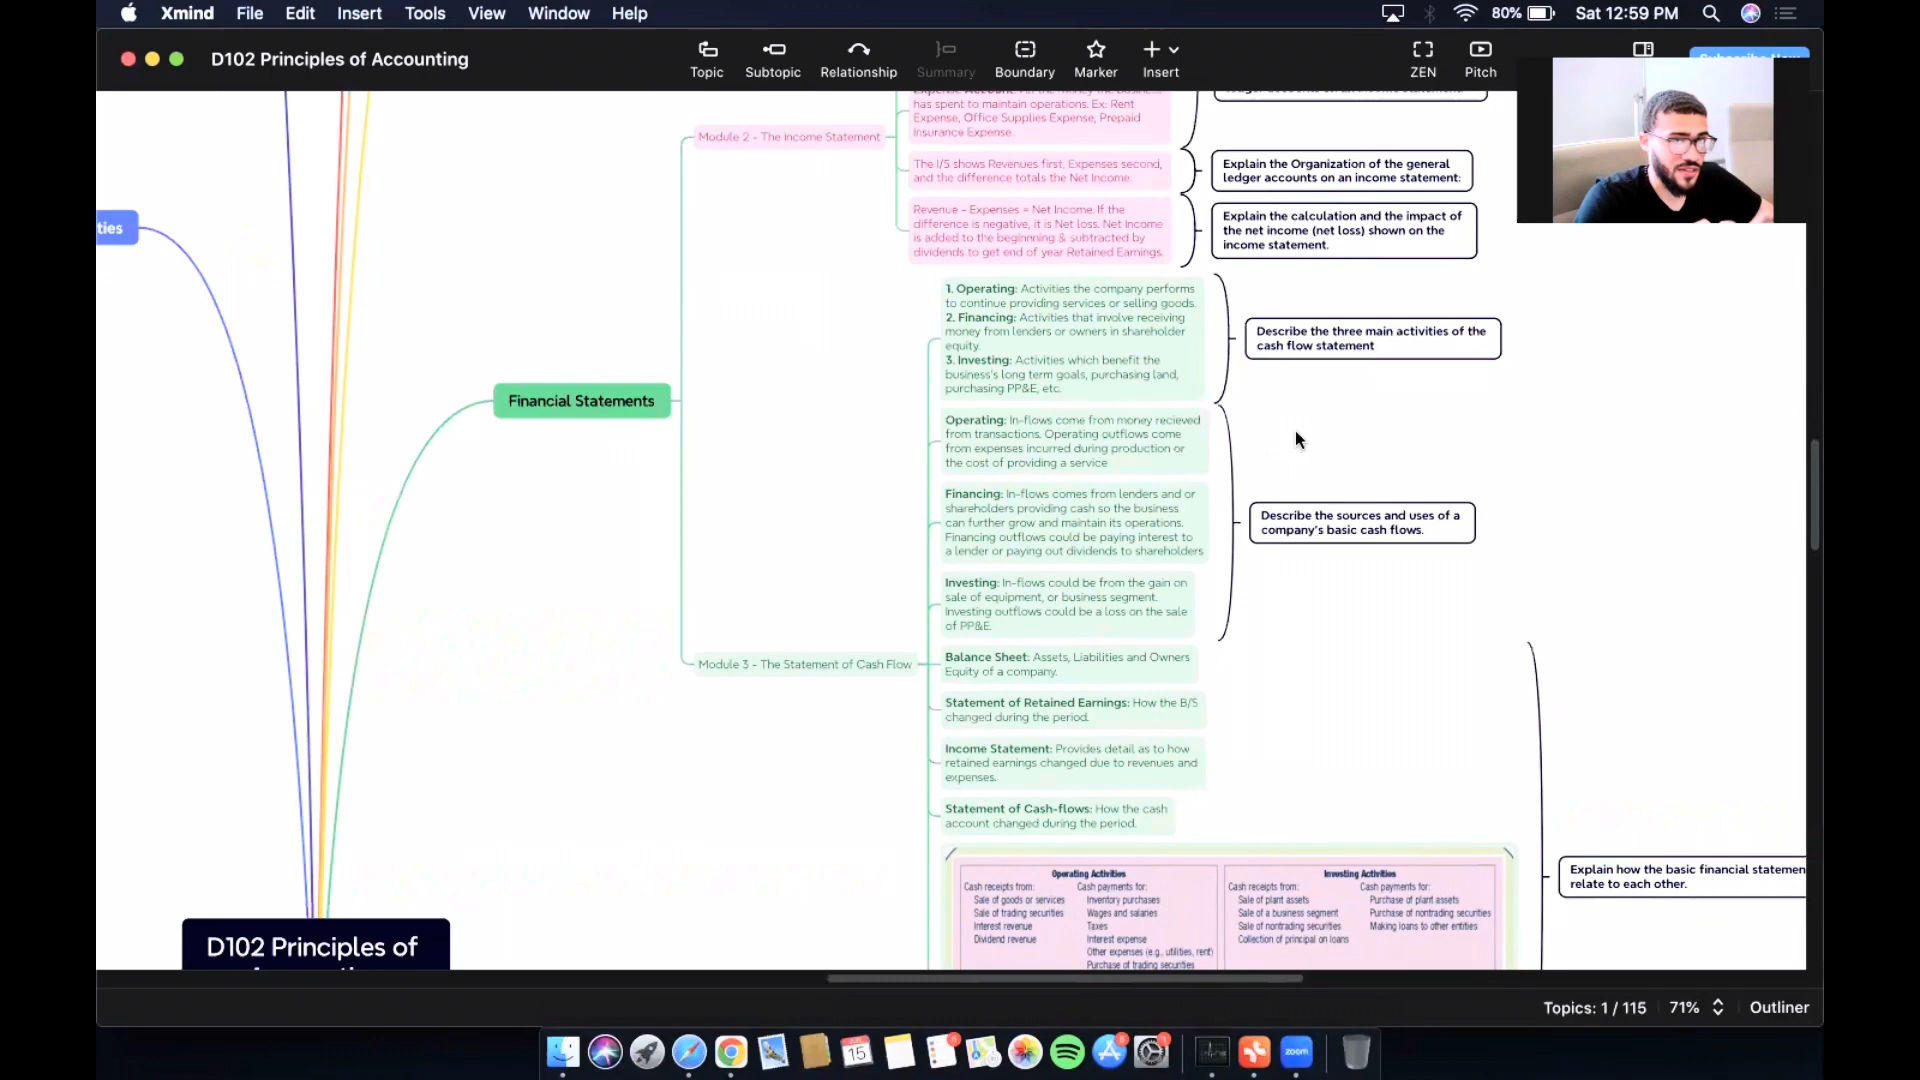 Xmind File Edit Insert Tools View Window Help
80% Sat 12:59 PM
D102 Principles of Accounting
Topic Subtopic Relationship Summary Boundary Marker Insert ZEN Pitch
has spent to maintain operations. Ex: Rent
Expense, Office Supplies Expense, Prepaid
Insurance Expense.
Module 2 - The Income Statement
The I/S shows Revenues first, Expenses second,
and the difference totals the Net Income.
Explain the Organization of the general
ledger accounts on an income statement:
Revenue - Expenses = Net Income. If the
difference is negative, it is Net loss. Net Income
is added to the beginnning & subtracted by
dividends to get end of year Retained Earnings.
Explain the calculation and the impact of
the net income (net loss) shown on the
income statement.
ties
1. Operating: Activities the company performs
to continue providing services or selling goods.
2. Financing: Activities that involve receiving
money from lenders or owners in shareholder
equity.
3. Investing: Activities which benefit the
business's long term goals, purchasing land,
purchasing PP&E, etc.
Describe the three main activities of the
cash flow statement
Financial Statements
Operating: In-flows come from money recieved
from transactions. Operating outflows come
from expenses incurred during production or
the cost of providing a service
Financing: In-flows comes from lenders and or
shareholders providing cash so the business
can further grow and maintain its operations.
Financing outflows could be paying interest to
a lender or paying out dividends to shareholders
Describe the sources and uses of a
company's basic cash flows.
Investing: In-flows could be from the gain on
sale of equipment, or business segment.
Investing outflows could be a loss on the sale
of PP&E.
Module 3 - The Statement of Cash Flow
Balance Sheet: Assets, Liabilities and Owners
Equity of a company.
Statement of Retained Earnings: How the B/S
changed during the period.
Income Statement: Provides detail as to how
retained earnings changed due to revenues and
expenses.
Statement of Cash-flows: How the cash
account changed during the period.
Explain how the basic financial statemen
relate to each other.
Operating Activities
Cash receipts from:
Sale of goods or services
Sale of trading securities
Interest revenue
Dividend revenue
Cash payments for:
Inventory purchases
Wages and salaries
Taxes
Interest expense
Other expenses (e.g., utilities, rent)
Purchase of trading securities
Investing Activities
Cash receipts from:
Sale of plant assets
Sale of a business segment
Sale of nontrading securities
Collection of principal on loans
Cash payments for:
Purchase of plant assets
Purchase of nontrading securities
Making loans to other entities
D102 Principles of
Topics: 1 / 115 71% Outliner
15
zoom